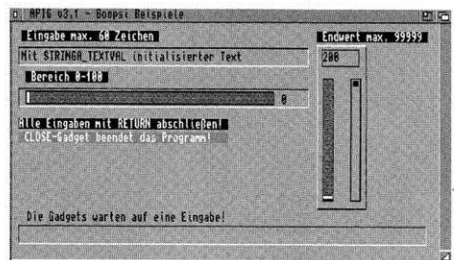 APIG v3.1 - Boopsi Beispiele
Eingabe max. 60 Zeichen
Endwert max. 99999
Mit STRINGA_TEXTVAL initialisierter Text
200
Bereich 0-100
0
Alle Eingaben mit RETURN abschließen!
CLOSE-Gadget beendet das Programm!
Die Gadgets warten auf eine Eingabe!